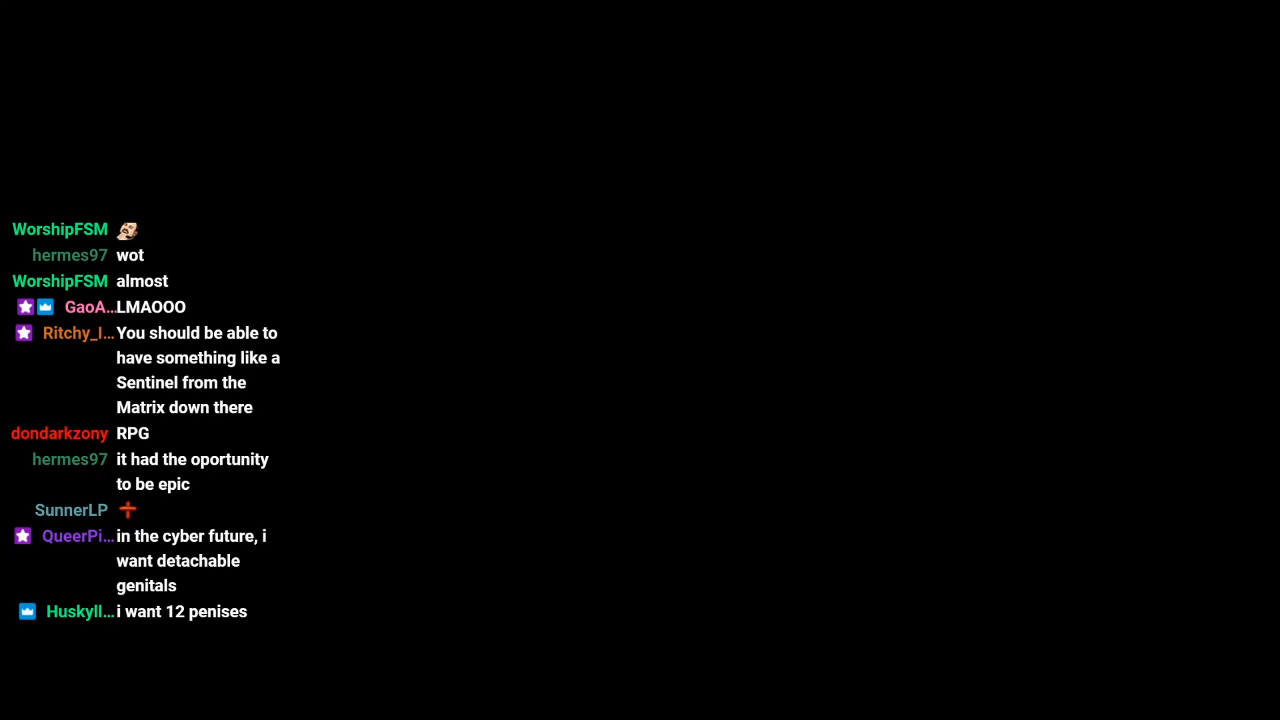 WorshipFSM
hermes97 wot
WorshipFSM almost
GaoA... LMAOOO
Ritchy_I... You should be able to
have something like a
Sentinel from the
Matrix down there
dondarkzony RPG
hermes97 it had the oportunity
to be epic
SunnerLP
QueerPi... in the cyber future, i
want detachable
genitals
Huskyll... i want 12 penises